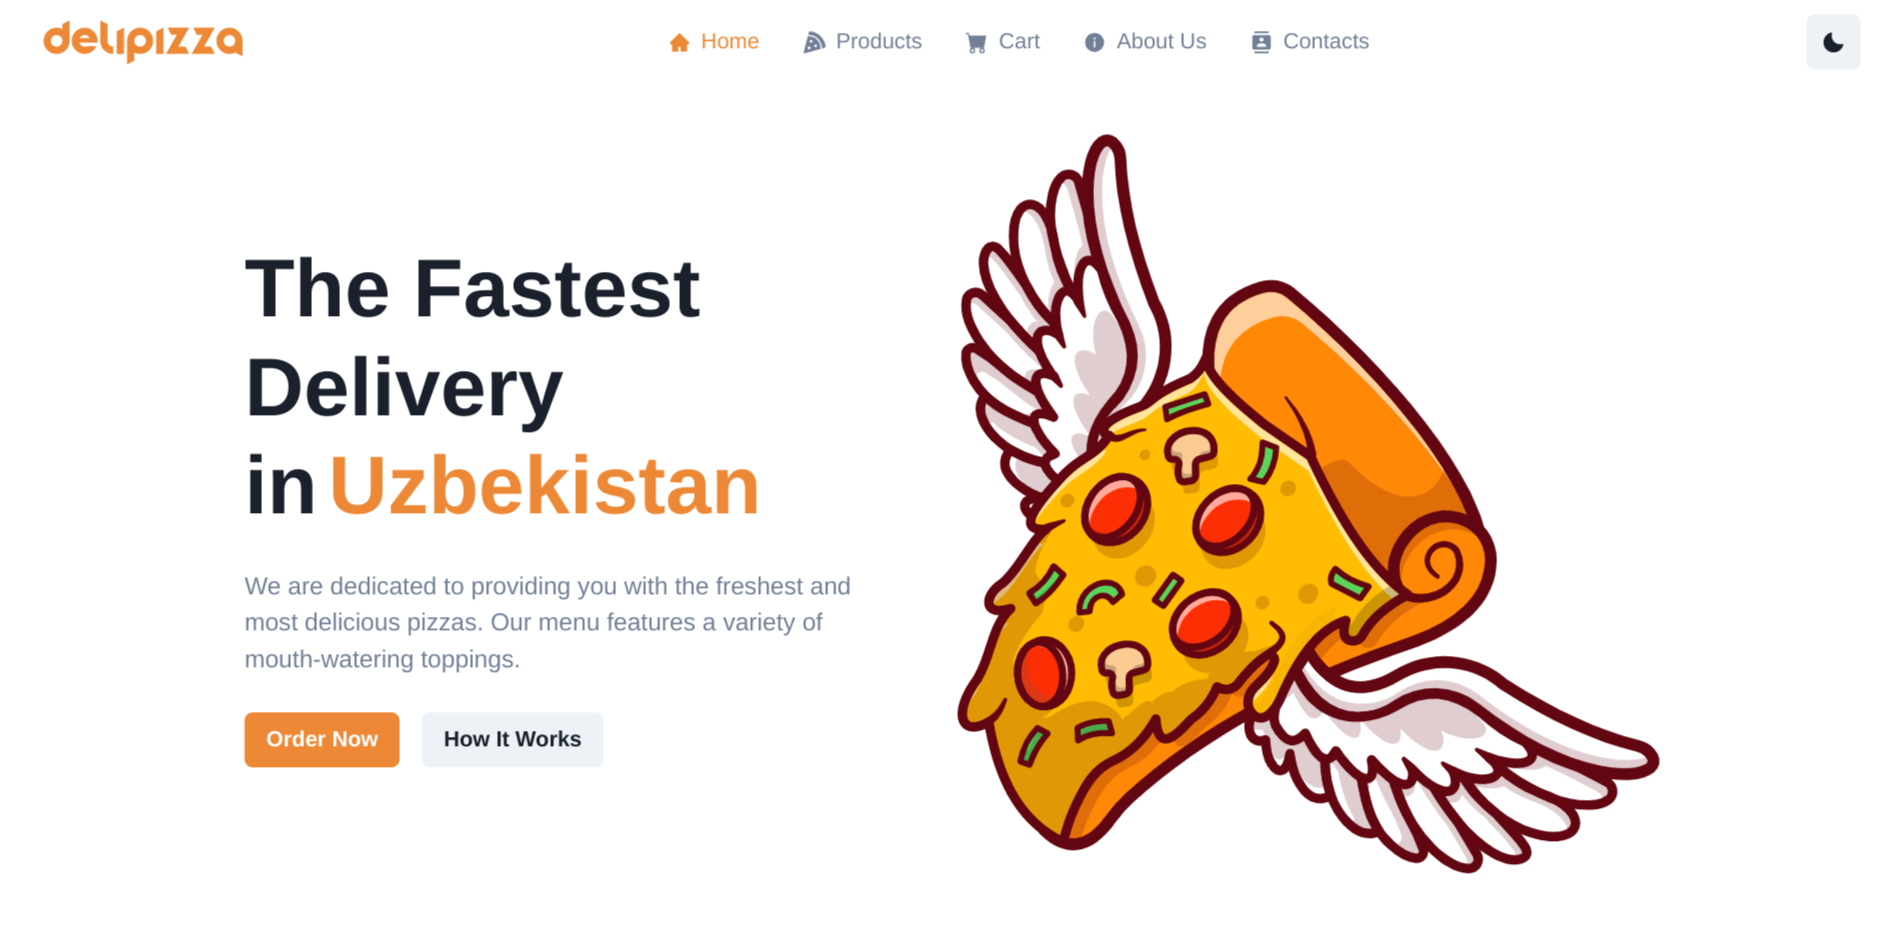 delipizza
Home Products Cart About Us Contacts
The Fastest
Delivery
in Uzbekistan
We are dedicated to providing you with the freshest and
most delicious pizzas. Our menu features a variety of
mouth-watering toppings.
Order Now How It Works